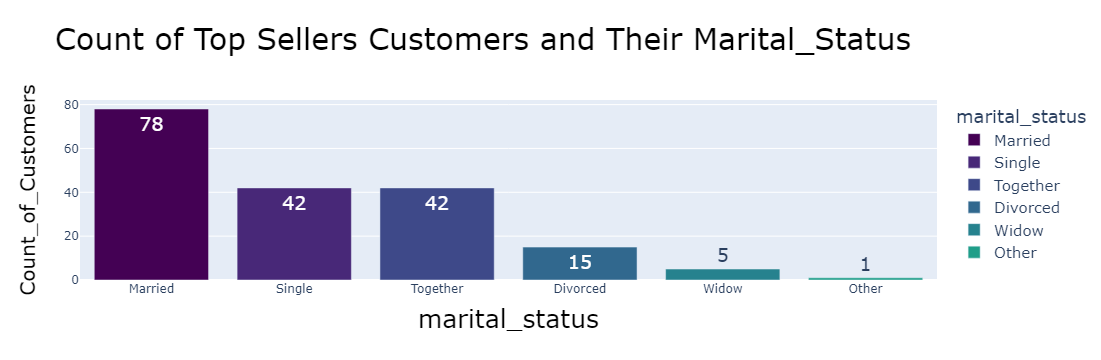 Count of Top Sellers Customers and Their Marital_Status
Count_of_Customers
80
60
40
20
0
78
42
42
15
5
1
Married
Single
Together
Divorced
Widow
Other
marital_status
marital_status
Married
Single
Together
Divorced
Widow
Other